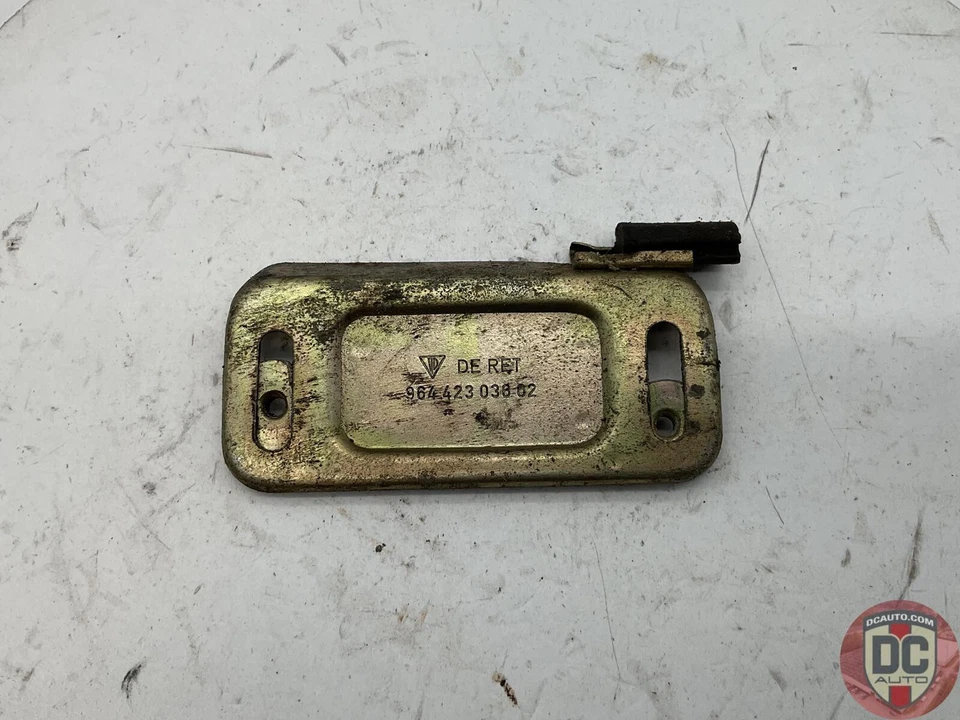 DE RET
964 423 036 02
DCAUTO.COM
DC
AUTO